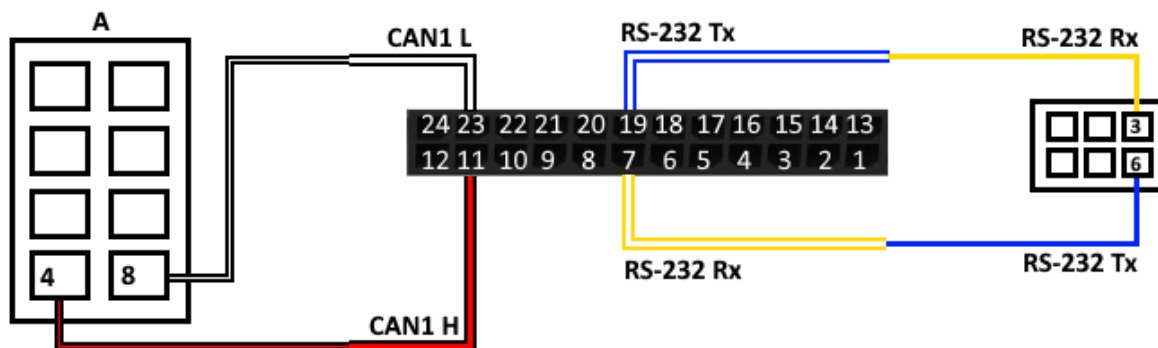 A
CAN1 L
RS-232 Tx
RS-232 Rx
24 23 22 21 20 19 18 17 16 15 14 13
12 11 10 9 8 7 6 5 4 3 2 1
3
6
4
8
RS-232 Rx
RS-232 Tx
CAN1 H